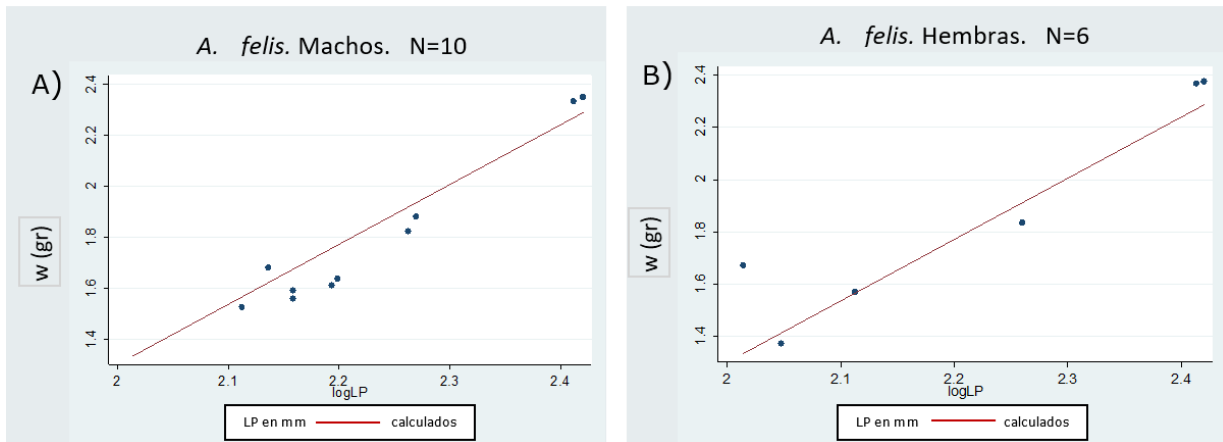 A. felis. Machos. N=10
A)
2.4
2.2
2
1.8
1.6
1.4
w (gr)
2 2.1 2.2 2.3 2.4
logLP
LP en mm calculados
A. felis. Hembras. N=6
B)
2.4
2.2
2
1.8
1.6
1.4
w (gr)
2 2.1 2.2 2.3 2.4
logLP
LP en mm calculados